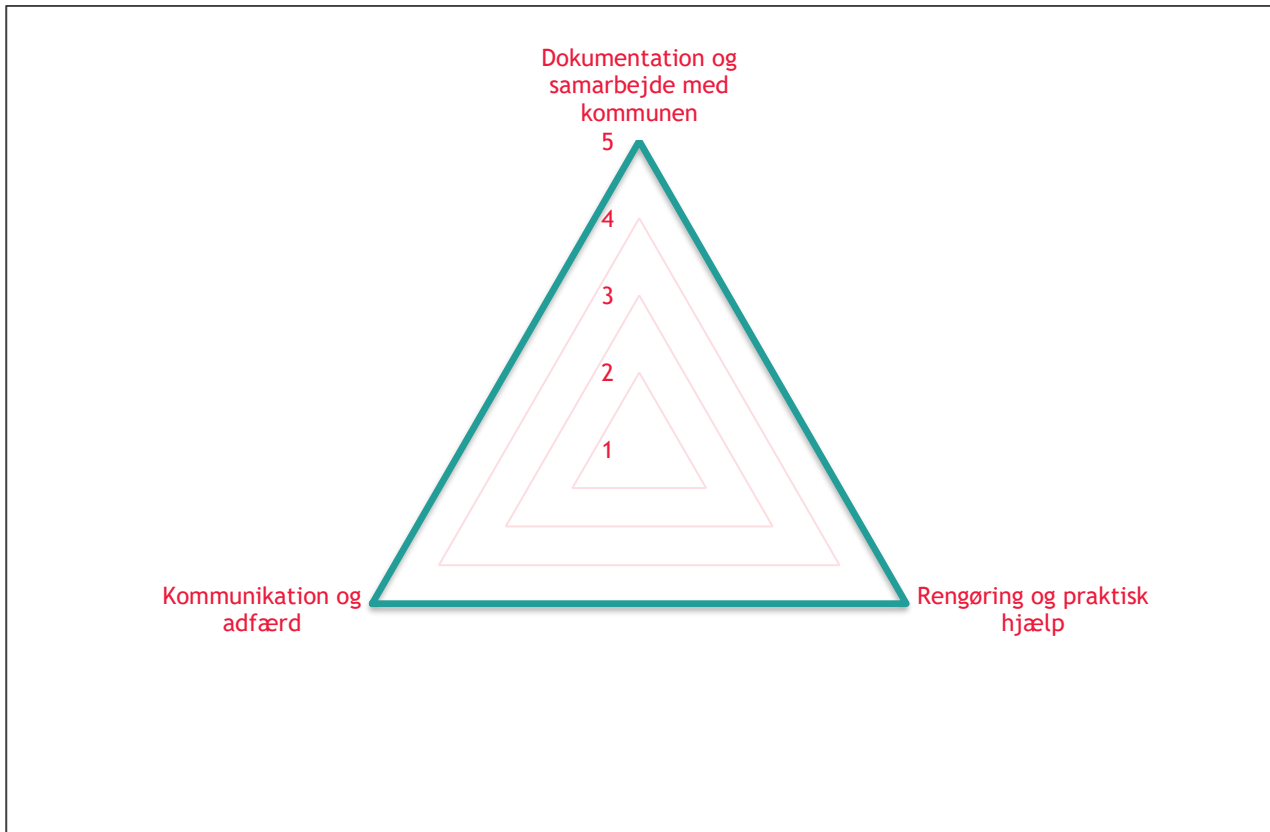 Dokumentation og
samarbejde med
kommunen
5
4
3
2
1
Kommunikation og
adfærd
Rengøring og praktisk
hjælp